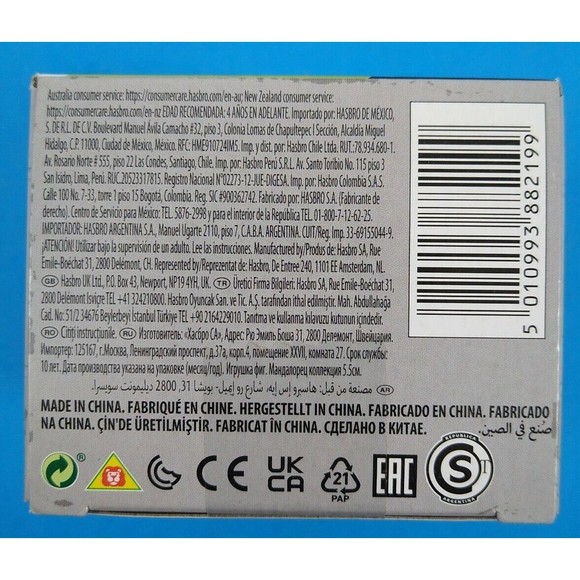 Australia consumer service: https://consumercare.hasbro.com/en-au; New Zealand consumer service:
https://consumercare.hasbro.com/en-nz EDAD RECOMENDADA: 4 AÑOS EN ADELANTE. Importado por: HASBRO DE MÉXICO,
S. DE R.L. DE C.V. Boulevard Manuel Ávila Camacho #32, piso 3, Colonia Lomas de Chapultepec I Sección, Alcaldía Miguel
Hidalgo, C.P. 11000, Ciudad de México, México. RFC: HME910724IM5. Imp. y dist. por: Hasbro Chile Ltd. RUT.:78.934.680-1.
Av. Rosario Norte # 555, piso 22 Las Condes, Santiago, Chile. Imp. por: Hasbro Perú S.R.L. Av. Santo Toribio No. 115 piso 3
San Isidro, Lima, Perú. RUC.:20523317815. Registro Nacional N°02273-12-JUE-DIGESA. Imp. por: Hasbro Colombia S.A.S.
Calle 100 No. 7-33, torre 1 piso 15 Bogotá, Colombia. Reg. SIC #900362742. Fabricado por: HASBRO S.A. (Fabricante de
derecho). Centro de Servicio para México: TEL. 5876-2998 y para el interior de la República TEL. 01-800-7-12-62-25.
IMPORTADOR: HASBRO ARGENTINA S.A., Manuel Ugarte 2110, piso 7, C.A.B.A. ARGENTINA. CUIT/Reg. Imp. 33-69155044-9.
¡ATENCIÓN! Utilizar bajo la supervisión de un adulto. Lee las instrucciones. Manufactured by/Produs de: Hasbro SA, Rue
Emile-Boéchat 31, 2800 Delémont, CH. Represented by/Reprezentat de: Hasbro, De Entree 240, 1101 EE Amsterdam, NL.
GB Hasbro UK Ltd., P.O. Box 43, Newport, NP19 4YH, UK. TR Üretici Firma Bilgileri: Hasbro SA, Rue Emile-Boéchat 31,
2800 Delémont İsviçre TEL +41 324210800. Hasbro Oyuncak San. ve Tic. A.Ş. tarafından ithal edilmiştir. Mah. Abdullahağa
Cad. No: 51/2 34676 Beylerbeyi İstanbul Türkiye TEL +90 2164229010. Tanıtım ve kullanma kılavuzu kutunun içindedir.
RO Citiți instrucțiunile. RU Изготовитель: «Хасбро СА», Рю Эмиль Боша 31, 2800 Делемонт, Швейцария.
Импортер: 125167, г.Москва, Ленинградский проспект, д.37а, корп.4, помещение XXVII, комната 27. Срок службы:
10 лет. Дата производства указана на упаковке (месяц/год). Игрушка фиг. Мандалорец коллекция 5.5см.
AR مصنعة من قبل: هاسبرو إس إيه، شارع رو إميل- بويشا 31, 2800 ديليمونت سويسرا.
MADE IN CHINA. FABRIQUÉ EN CHINE. HERGESTELLT IN CHINA. FABRICADO EN CHINA. FABRICADO
NA CHINA. ÇİN'DE ÜRETİLMİŞTİR. FABRICAT ÎN CHINA. СДЕЛАНО В КИТАЕ. صنع في الصين.
CE
UK
CA
21
PAP
EAC
REPUBLICA
S
ARGENTINA
5 010993 882199